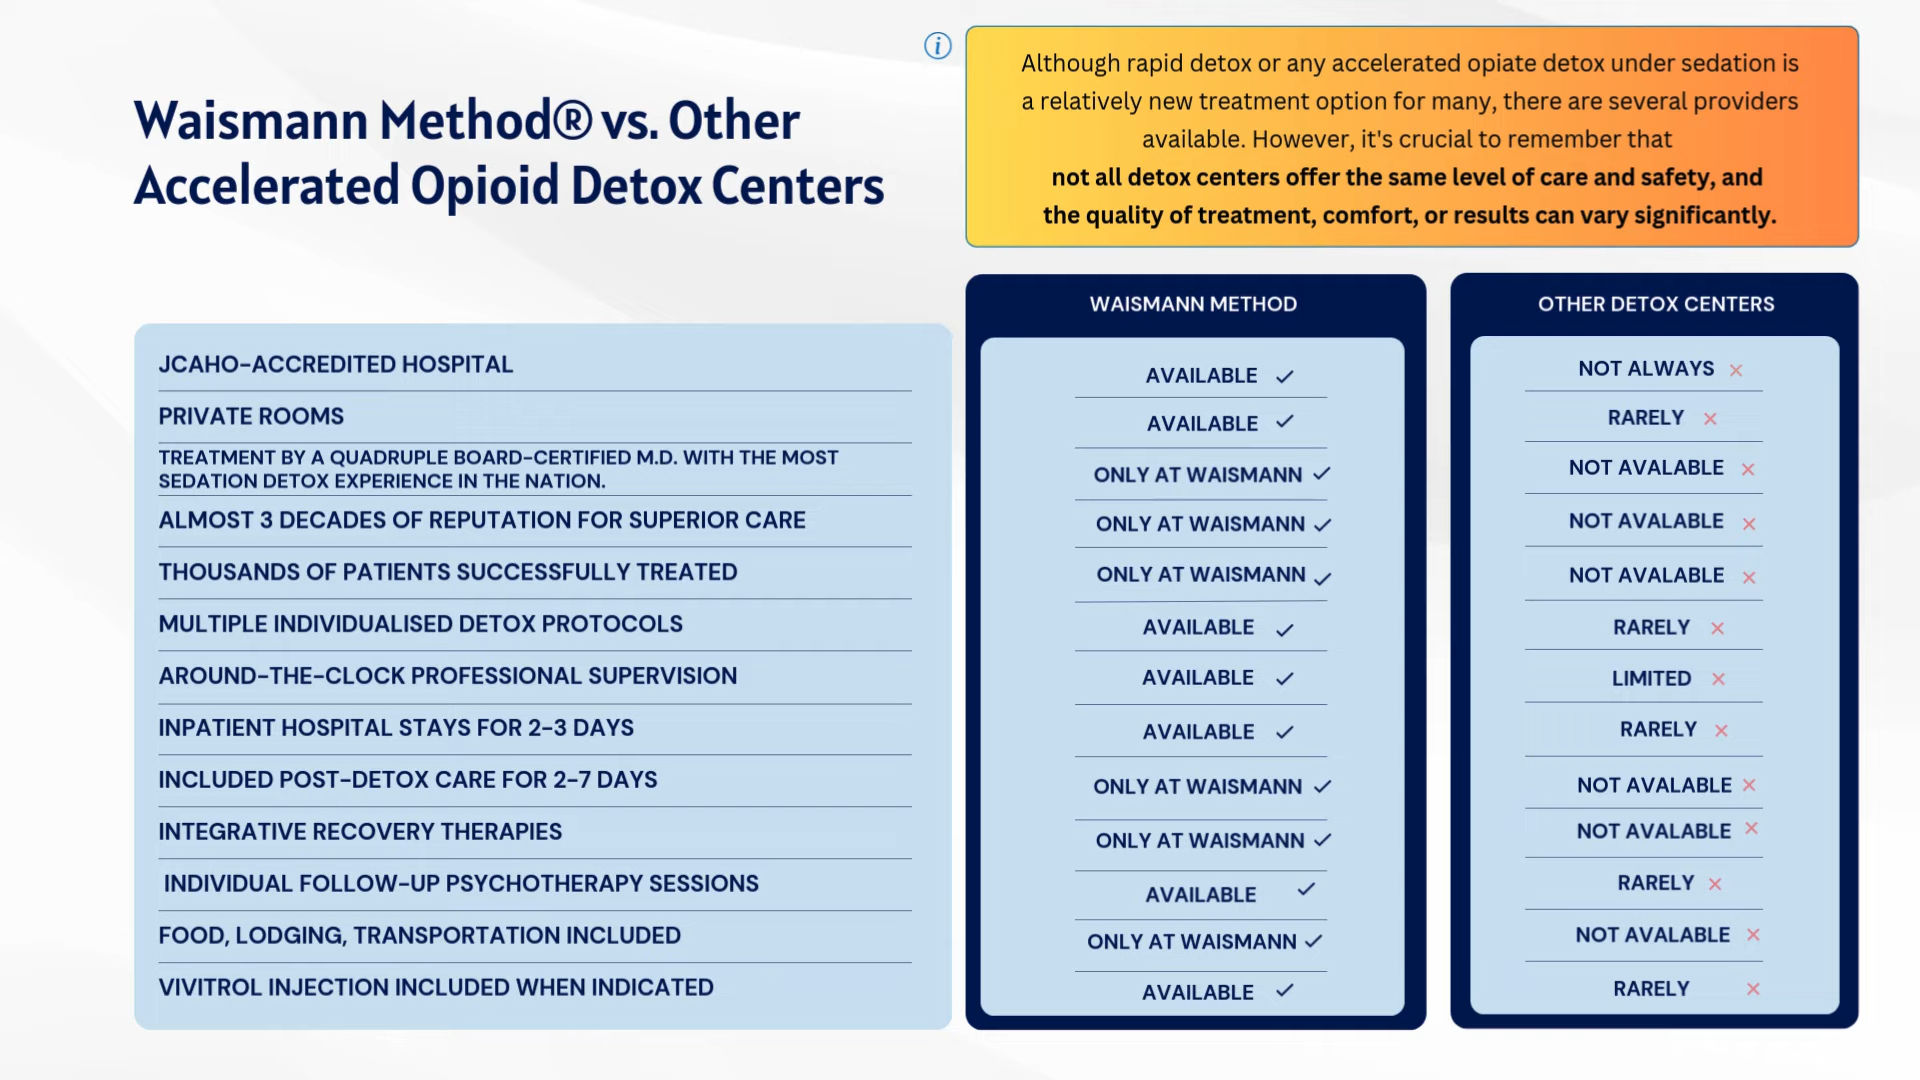 Waismann Method® vs. Other
Accelerated Opioid Detox Centers
i
Although rapid detox or any accelerated opiate detox under sedation is
a relatively new treatment option for many, there are several providers
available. However, it's crucial to remember that
not all detox centers offer the same level of care and safety, and
the quality of treatment, comfort, or results can vary significantly.
WAISMANN METHOD
OTHER DETOX CENTERS
JCAHO-ACCREDITED HOSPITAL
AVAILABLE ✓
NOT ALWAYS ×
PRIVATE ROOMS
AVAILABLE ✓
RARELY ×
TREATMENT BY A QUADRUPLE BOARD-CERTIFIED M.D. WITH THE MOST
SEDATION DETOX EXPERIENCE IN THE NATION.
ONLY AT WAISMANN ✓
NOT AVALABLE ×
ALMOST 3 DECADES OF REPUTATION FOR SUPERIOR CARE
ONLY AT WAISMANN ✓
NOT AVALABLE ×
THOUSANDS OF PATIENTS SUCCESSFULLY TREATED
ONLY AT WAISMANN ✓
NOT AVALABLE ×
MULTIPLE INDIVIDUALISED DETOX PROTOCOLS
AVAILABLE ✓
RARELY ×
AROUND-THE-CLOCK PROFESSIONAL SUPERVISION
AVAILABLE ✓
LIMITED ×
INPATIENT HOSPITAL STAYS FOR 2-3 DAYS
AVAILABLE ✓
RARELY ×
INCLUDED POST-DETOX CARE FOR 2-7 DAYS
ONLY AT WAISMANN ✓
NOT AVALABLE ×
INTEGRATIVE RECOVERY THERAPIES
ONLY AT WAISMANN ✓
NOT AVALABLE ×
INDIVIDUAL FOLLOW-UP PSYCHOTHERAPY SESSIONS
AVAILABLE ✓
RARELY ×
FOOD, LODGING, TRANSPORTATION INCLUDED
ONLY AT WAISMANN ✓
NOT AVALABLE ×
VIVITROL INJECTION INCLUDED WHEN INDICATED
AVAILABLE ✓
RARELY ×